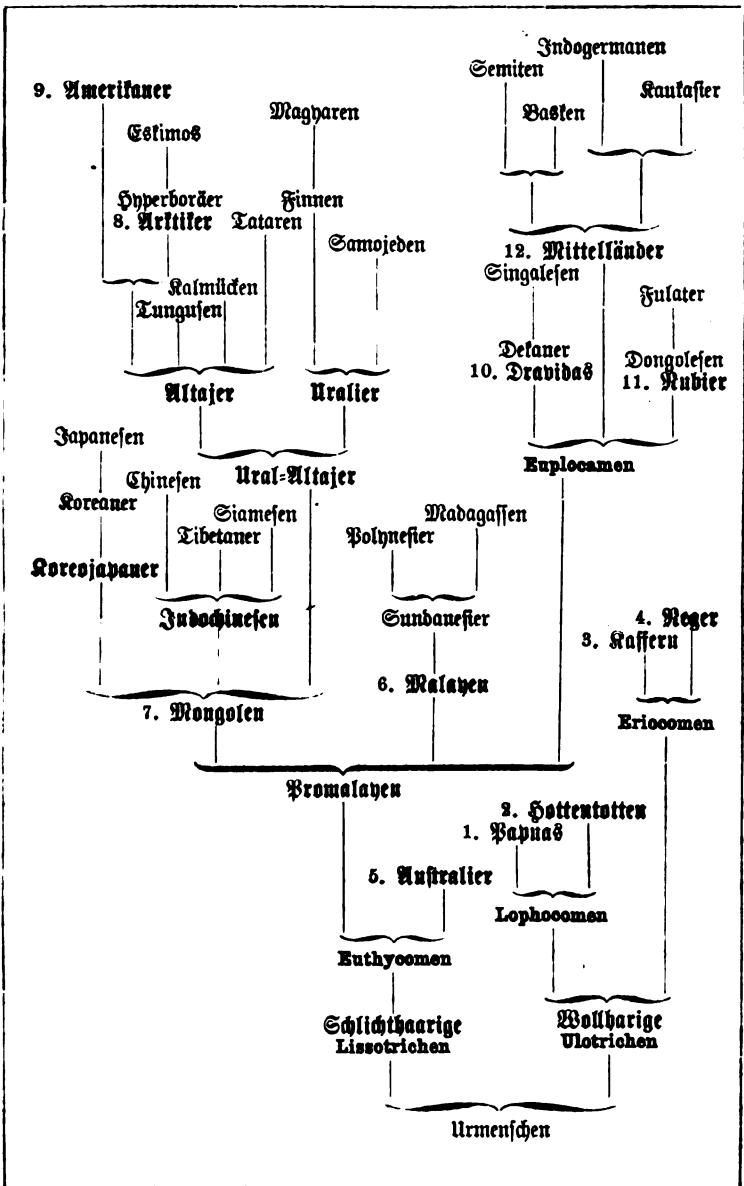 Indogermanen
Semiten
9. Amerikaner
Kaukasier
Magyaren
Basken
Eskimos
Hyperboräer
Finnen
8. Arktiker
Tataren
Samojeden
12. Mittelländer
Singalesen
Kalmücken
Fulater
Tungusen
Dekaner
Dongolesen
10. Dravidas
11. Nubier
Altajer
Uralier
Japanesen
Ural-Altajer
Euplocamen
Chinesen
Koreaner
Siamesen
Madagassen
Tibetaner
Polynesier
Koreojapaner
Indochinesen
Sundanesier
4. Neger
3. Kaffern
6. Malayen
7. Mongolen
Eriocomen
Promalayen
2. Hottentotten
1. Papuas
5. Australier
Lophocomen
Euthycomen
Schlichthaarige
Wollharige
Lissotrichen
Ulotrichen
Urmenschen